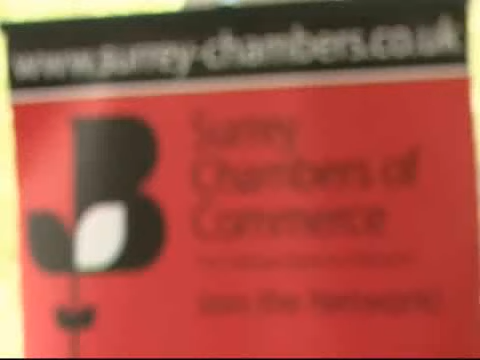 www.surrey-chambers.co.uk
Surrey
Chambers of
Commerce
Join the Network!